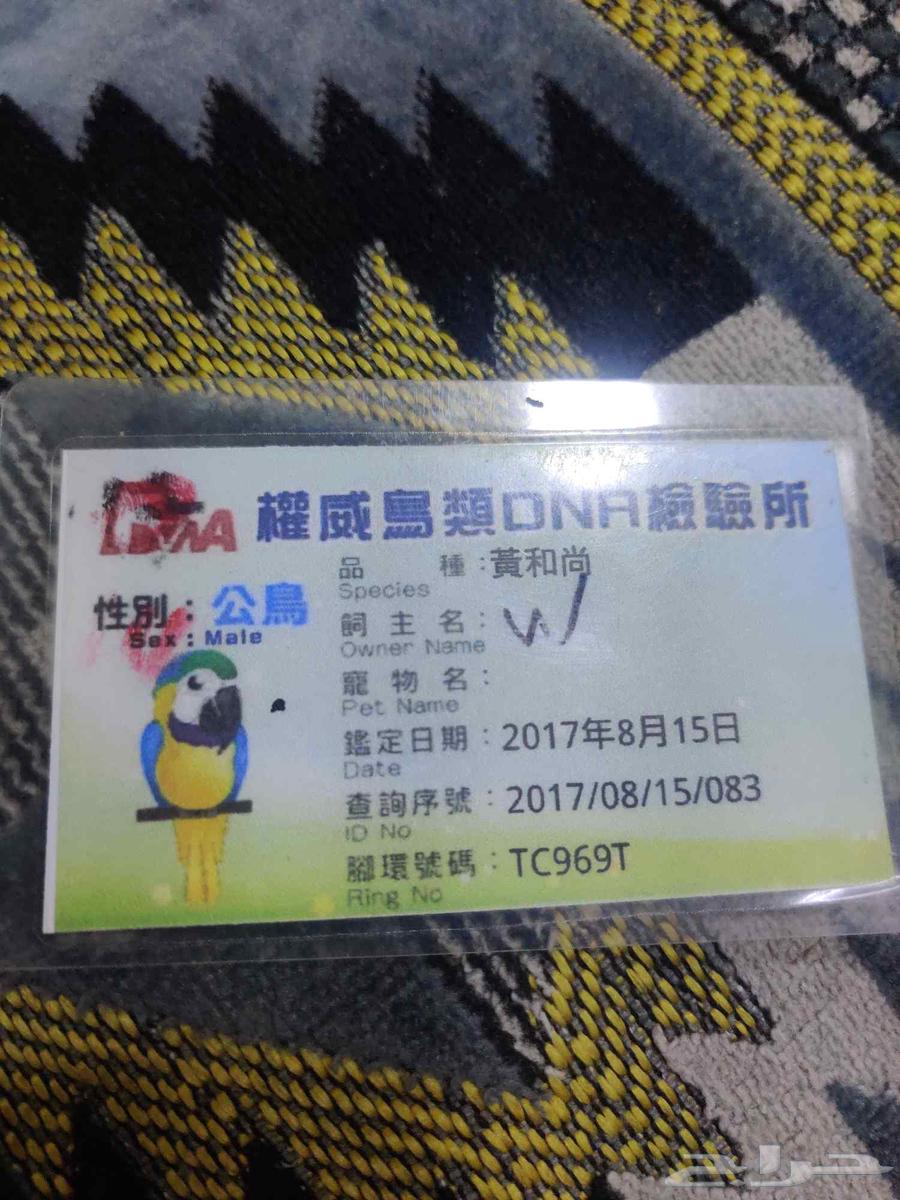 DNA
權威鳥類DNA檢驗所
性別：公鳥
Sex：Male
品種：黃和尚
Species
飼主名：W
Owner Name
寵物名：
Pet Name
鑑定日期：2017年8月15日
Date
查詢序號：2017/08/15/083
ID No
腳環號碼：TC969T
Ring No
حراج